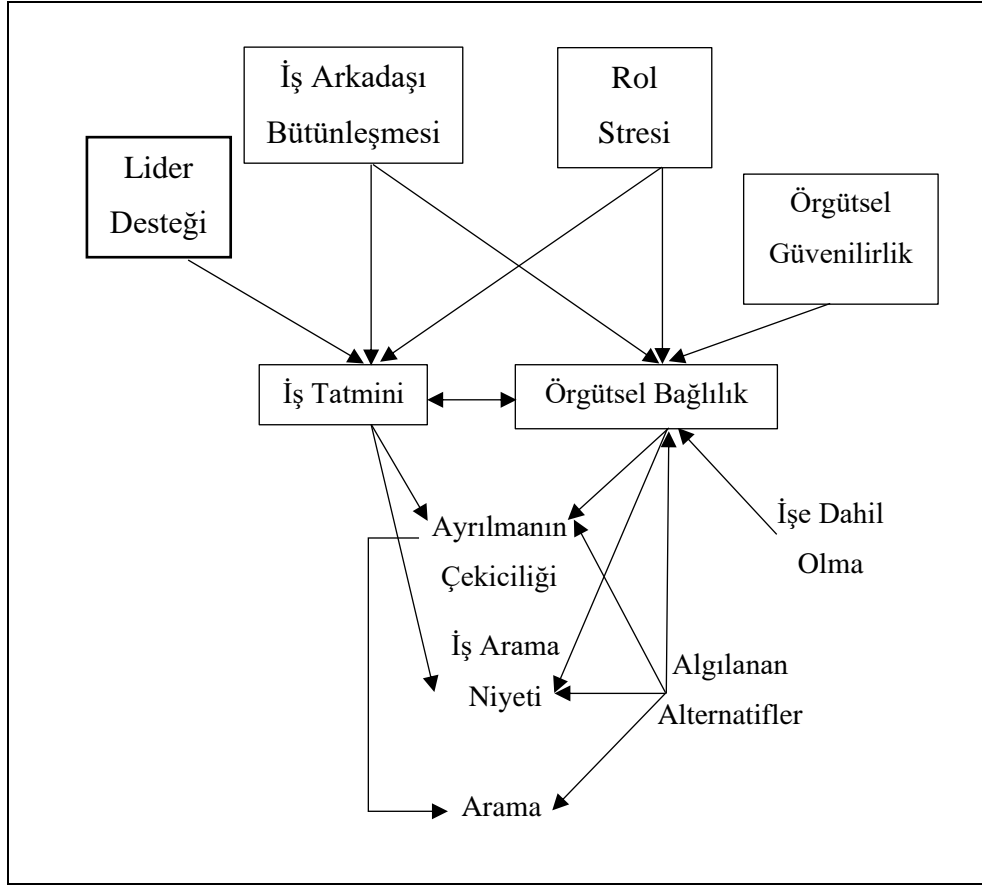 İş Arkadaşı
Bütünleşmesi
Rol
Stresi
Lider
Desteği
Örgütsel
Güvenilirlik
İş Tatmini
Örgütsel Bağlılık
Ayrılmanın
Çekiciliği
İşe Dahil
Olma
İş Arama
Niyeti
Algılanan
Alternatifler
Arama